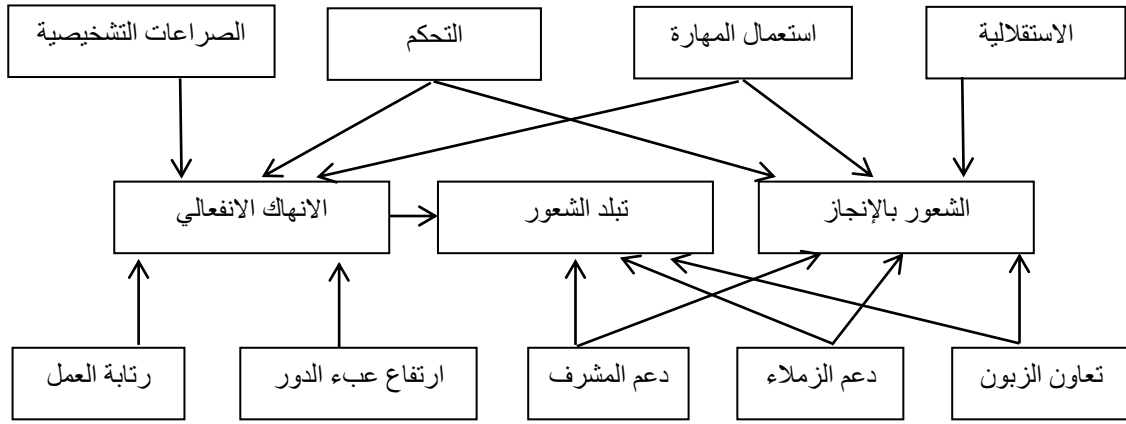 الاستقلالية
استعمال المهارة
التحكم
الصراعات التشخيصية
الشعور بالإنجاز
تبلد الشعور
الانهاك الانفعالي
تعاون الزبون
دعم الزملاء
دعم المشرف
ارتفاع عبء الدور
رتابة العمل